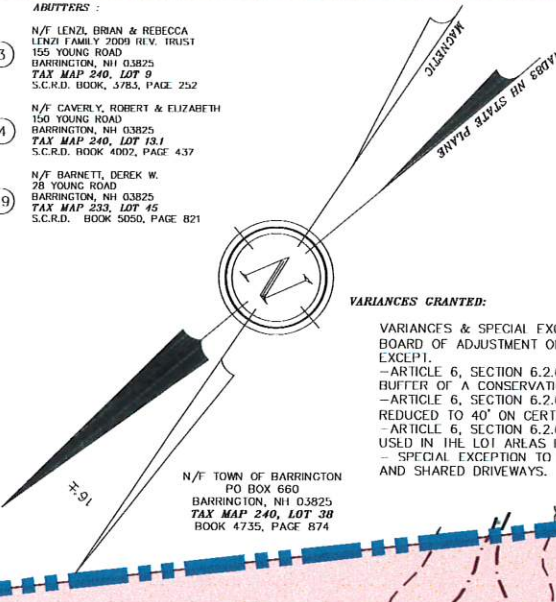 ABUTTERS :
3
N/F LENZI, BRIAN & REBECCA
LENZI FAMILY 2009 REV. TRUST
155 YOUNG ROAD
BARRINGTON, NH 03825
TAX MAP 240, LOT 9
S.C.R.D. BOOK, 3783, PAGE 252
4
N/F CAVERLY, ROBERT & ELIZABETH
150 YOUNG ROAD
BARRINGTON, NH 03825
TAX MAP 240, LOT 13.1
S.C.R.D. BOOK 4002, PAGE 437
9
N/F BARNETT, DEREK W.
28 YOUNG ROAD
BARRINGTON, NH 03825
TAX MAP 233, LOT 45
S.C.R.D. BOOK 5050, PAGE 821
MAGNETIC
NAD83 NH STATE PLANE
N
16°±
VARIANCES GRANTED:
VARIANCES & SPECIAL EXC
BOARD OF ADJUSTMENT O
EXCEPT.
-ARTICLE 6, SECTION 6.2.
BUFFER OF A CONSERVATI
-ARTICLE 6, SECTION 6.2.
REDUCED TO 40' ON CERT
-ARTICLE 6, SECTION 6.2.
USED IN THE LOT AREAS
- SPECIAL EXCEPTION TO
AND SHARED DRIVEWAYS.
N/F TOWN OF BARRINGTON
PO BOX 660
BARRINGTON, NH 03825
TAX MAP 240, LOT 38
BOOK 4735, PAGE 874